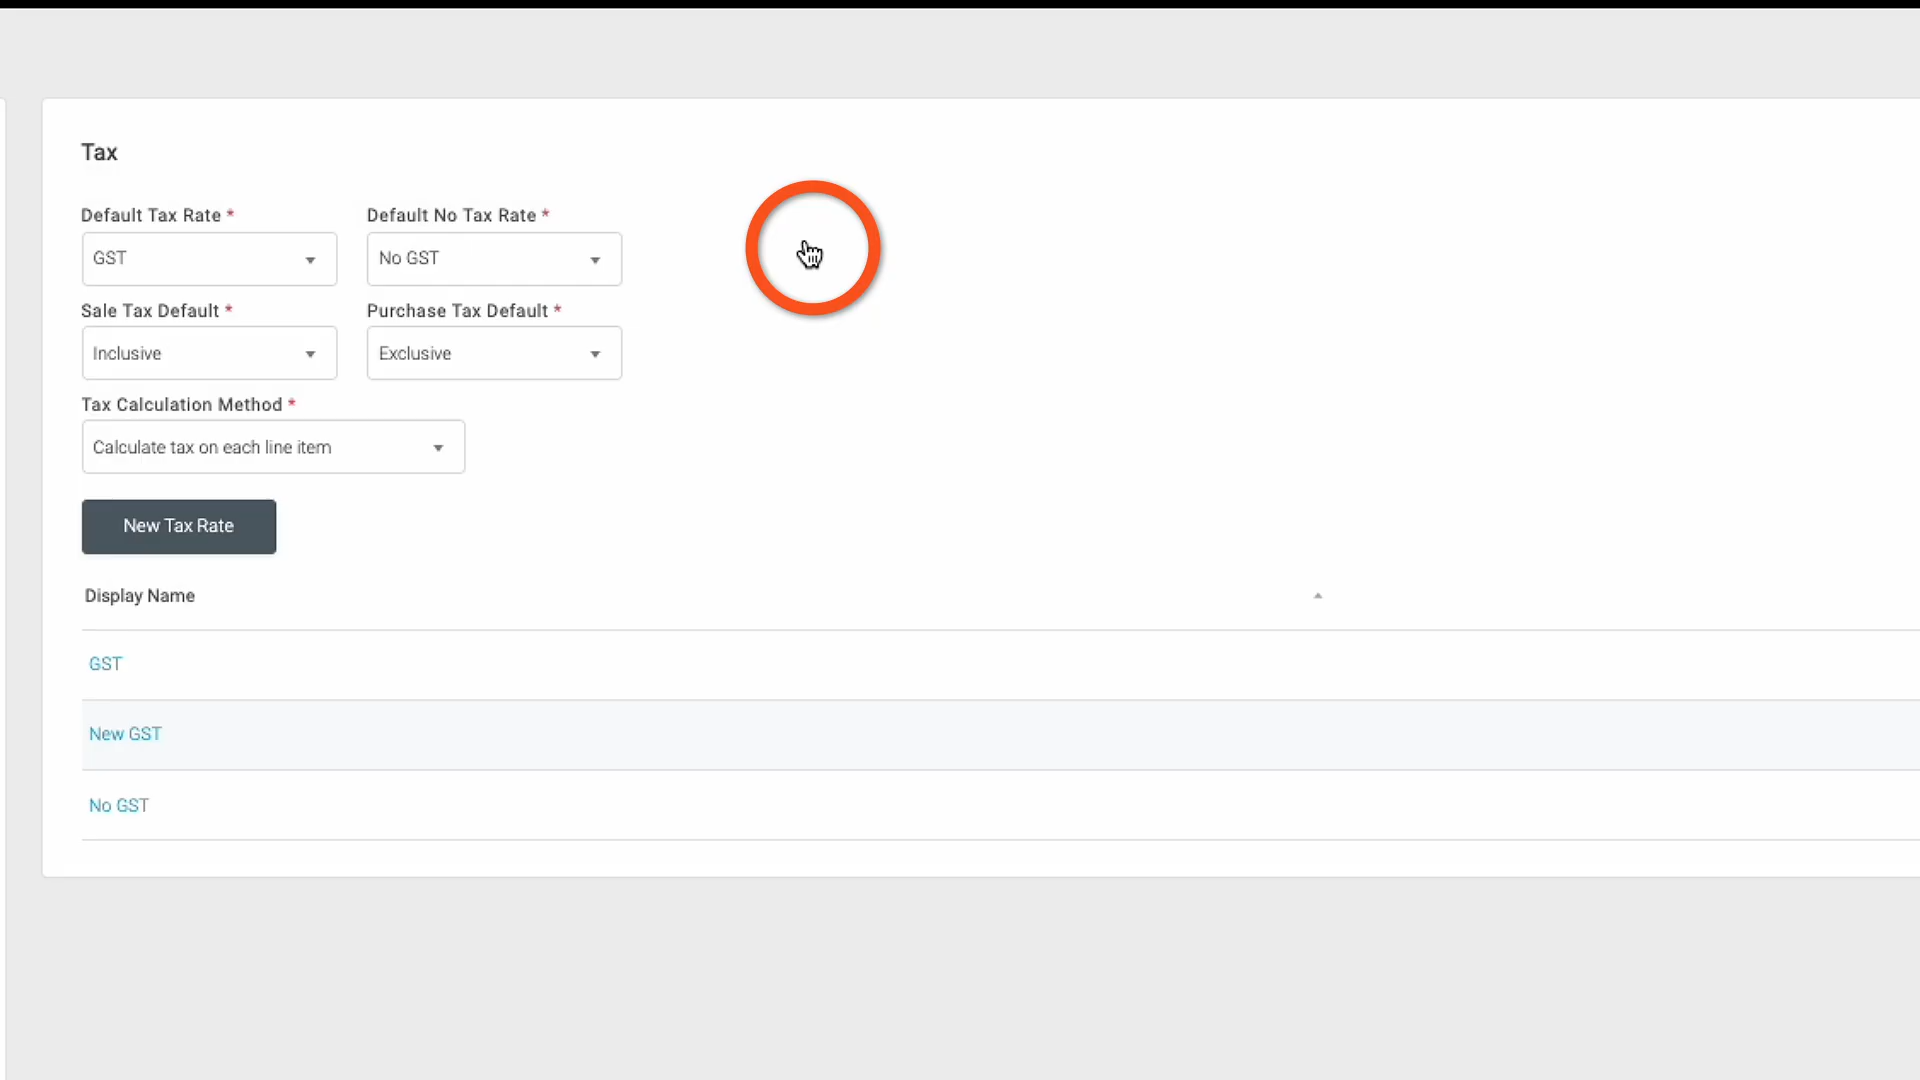 Tax
Default Tax Rate *
Default No Tax Rate *
GST
No GST
Sale Tax Default *
Purchase Tax Default *
Inclusive
Exclusive
Tax Calculation Method *
Calculate tax on each line item
New Tax Rate
Display Name
GST
New GST
No GST